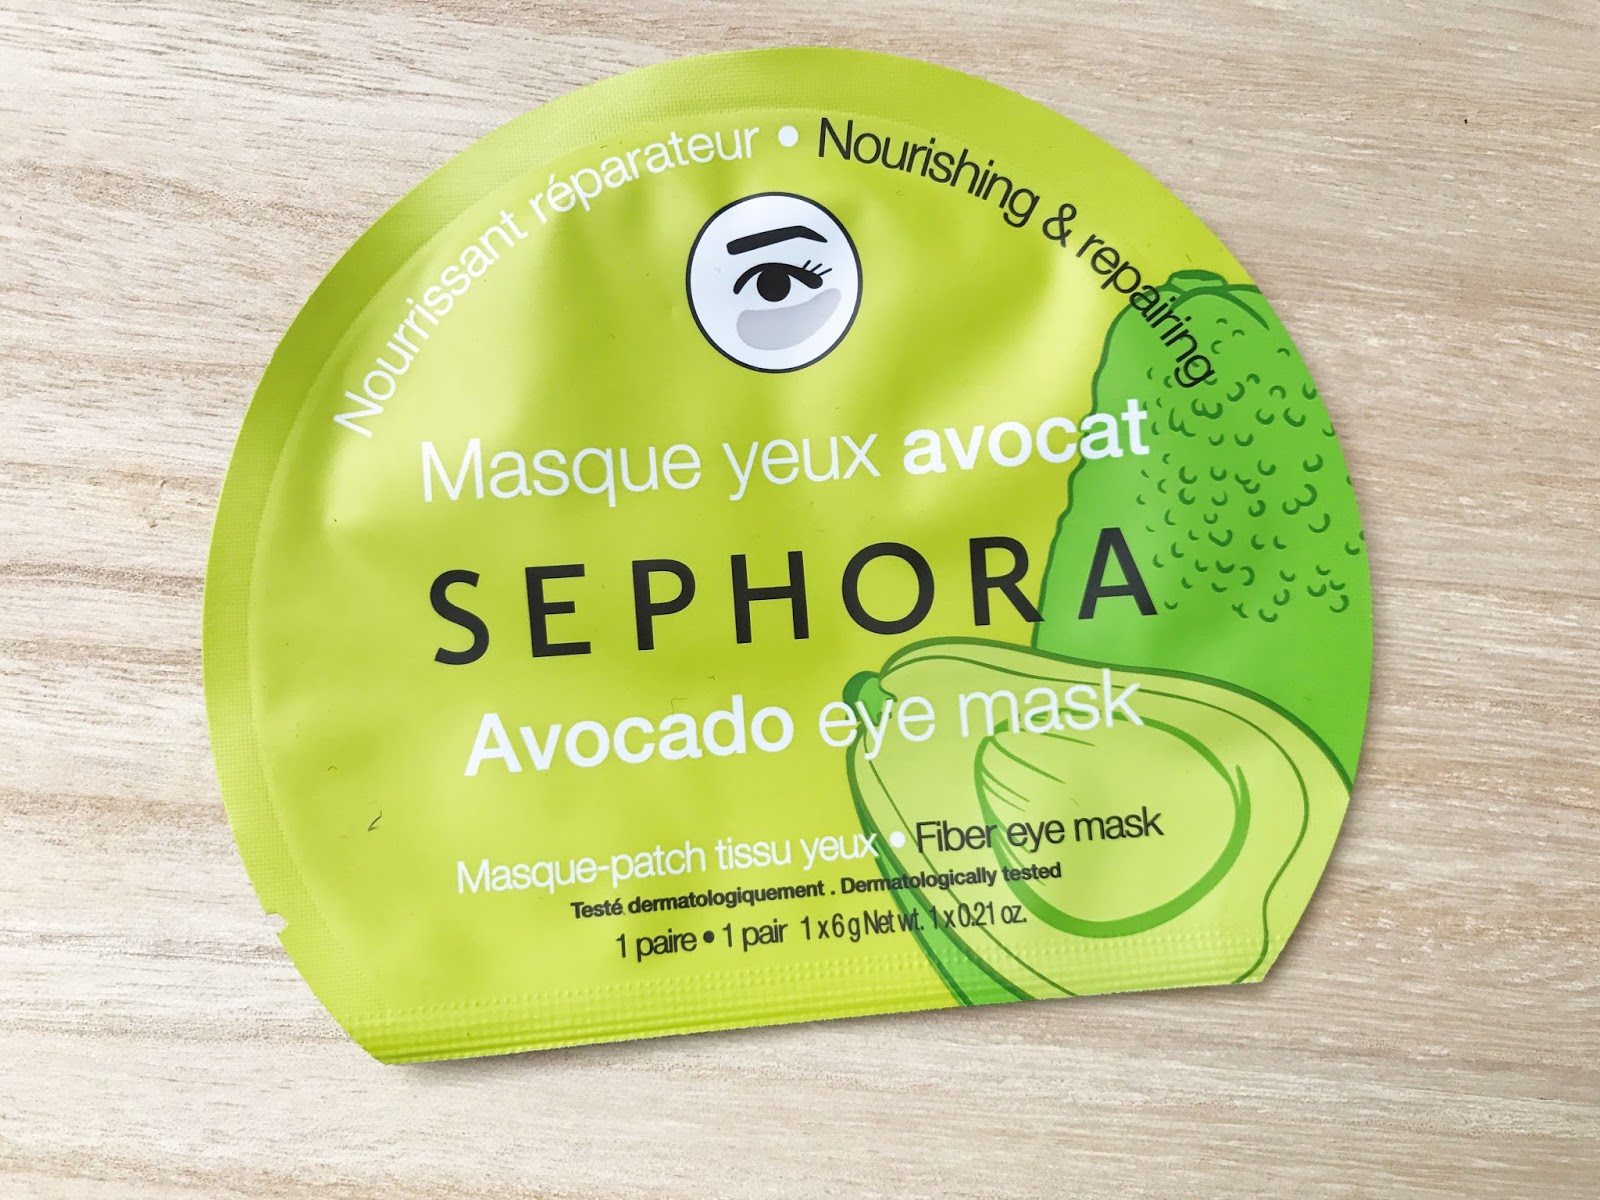 Nourrissant réparateur • Nourishing & repairing
Masque yeux avocat
SEPHORA
Avocado eye mask
Masque-patch tissu yeux • Fiber eye mask
Testé dermatologiquement . Dermatologically tested
1 paire • 1 pair 1 x 6 g Net wt. 1 x 0.21 oz.